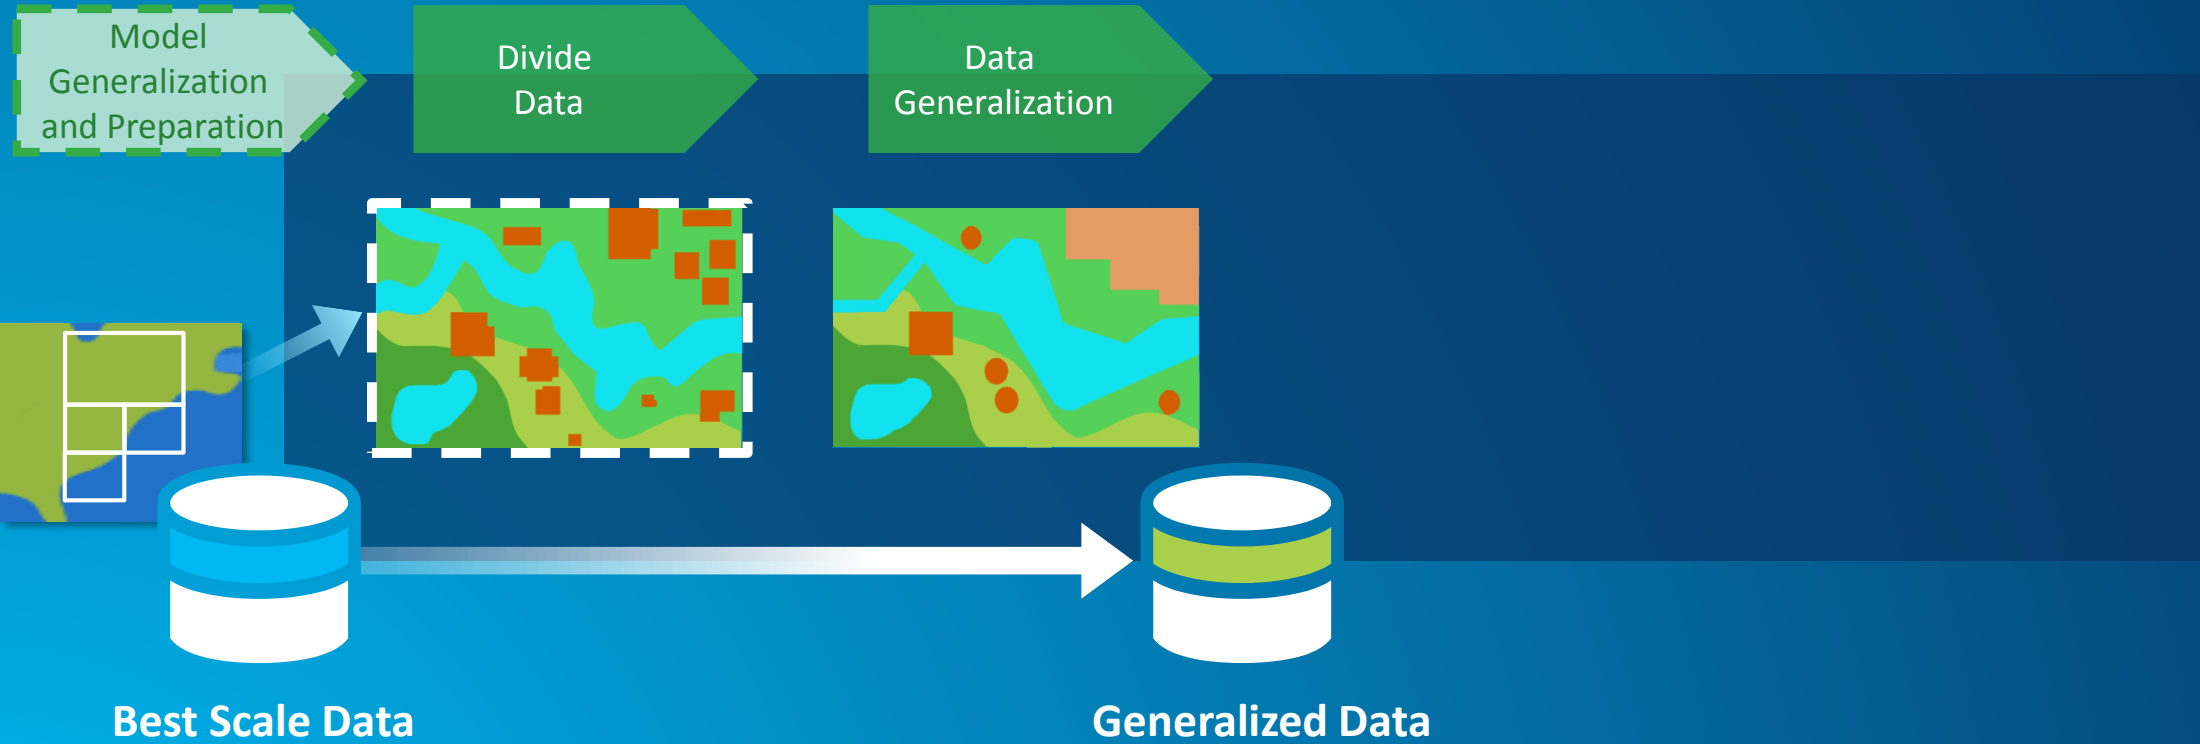 Model
Generalization
and Preparation
Divide
Data
Data
Generalization
Best Scale Data
Generalized Data